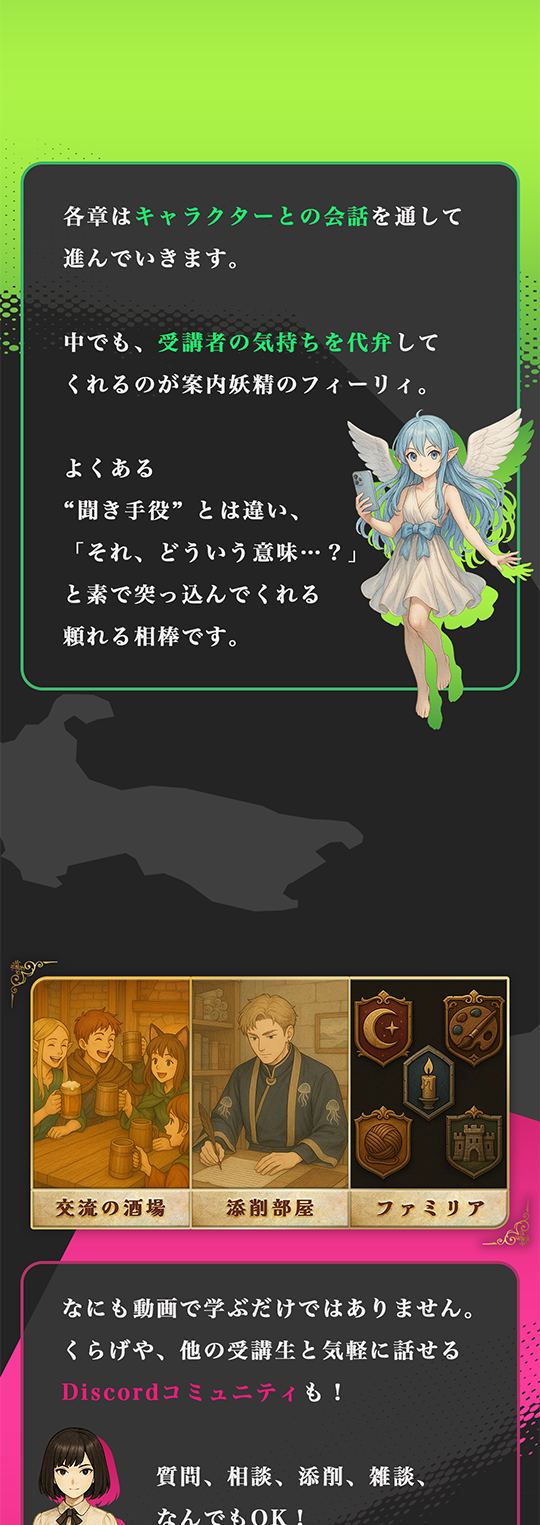 各章はキャラクターとの会話を通して
進んでいきます。
中でも、受講者の気持ちを代弁して
くれるのが案内妖精のフィーリィ。
よくある
“聞き手役”とは違い、
「それ、どういう意味…？」
と素で突っ込んでくれる
頼れる相棒です。
交流の酒場
添削部屋
ファミリア
なにも動画で学ぶだけではありません。
くらげや、他の受講生と気軽に話せる
Discordコミュニティも！
質問、相談、添削、雑談、
なんでもOK！